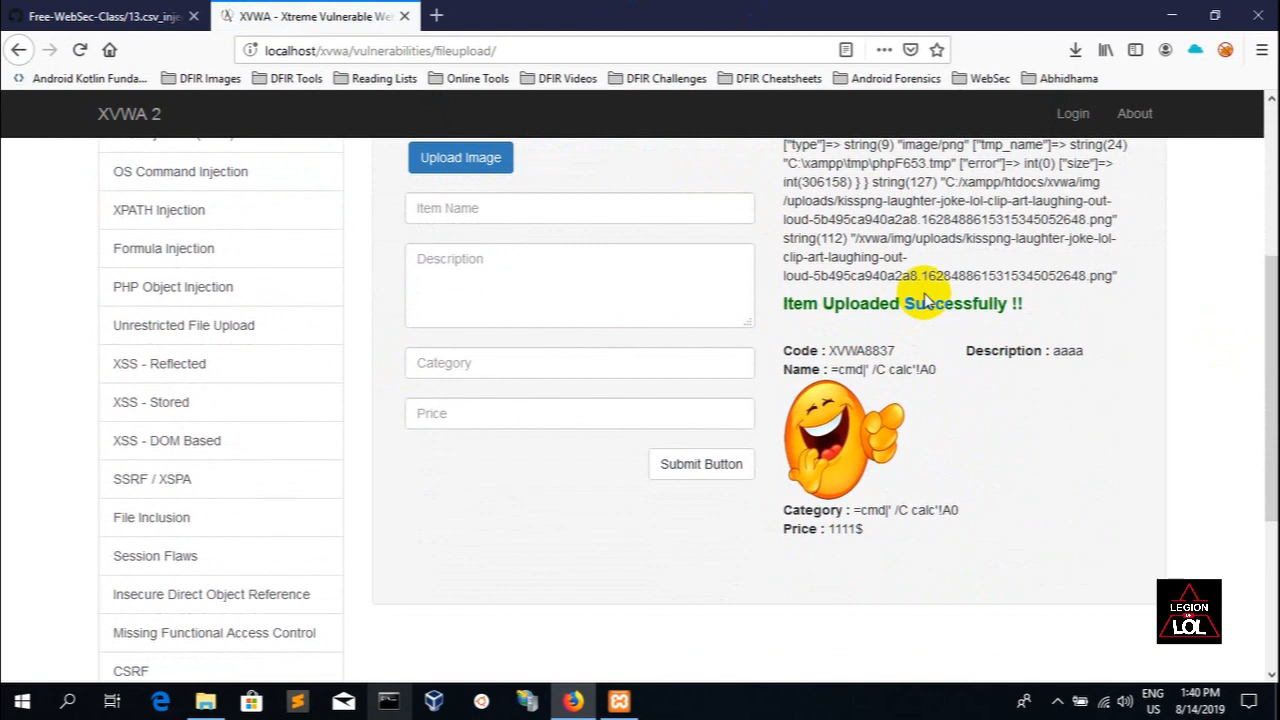 Free-WebSec-Class/13.csv_inje
XVWA - Xtreme Vulnerable We
localhost/xvwa/vulnerabilities/fileupload/
Android Kotlin Funda...
DFIR Images
DFIR Tools
Reading Lists
Online Tools
DFIR Videos
DFIR Challenges
DFIR Cheatsheets
Android Forensics
WebSec
Abhidhama
XVWA 2
Login
About
OS Command Injection
XPATH Injection
Formula Injection
PHP Object Injection
Unrestricted File Upload
XSS - Reflected
XSS - Stored
XSS - DOM Based
SSRF / XSPA
File Inclusion
Session Flaws
Insecure Direct Object Reference
Missing Functional Access Control
CSRF
Upload Image
Item Name
Description
Category
Price
Submit Button
["type"]=> string(9) "image/png" ["tmp_name"]=> string(24)
"C:\xampp\tmp\phpF653.tmp" ["error"]=> int(0) ["size"]=>
int(306158) } } string(127) "C:/xampp/htdocs/xvwa/img
/uploads/kisspng-laughter-joke-lol-clip-art-laughing-out-
loud-5b495ca940a2a8.1628488615315345052648.png"
string(112) "/xvwa/img/uploads/kisspng-laughter-joke-lol-
clip-art-laughing-out-
loud-5b495ca940a2a8.1628488615315345052648.png"
Item Uploaded Successfully !!
Code : XVWA8837
Description : aaaa
Name : =cmd|' /C calc'!A0
Category : =cmd|' /C calc'!A0
Price : 1111$
LEGION
OF
LOL
ENG
US
1:40 PM
8/14/2019